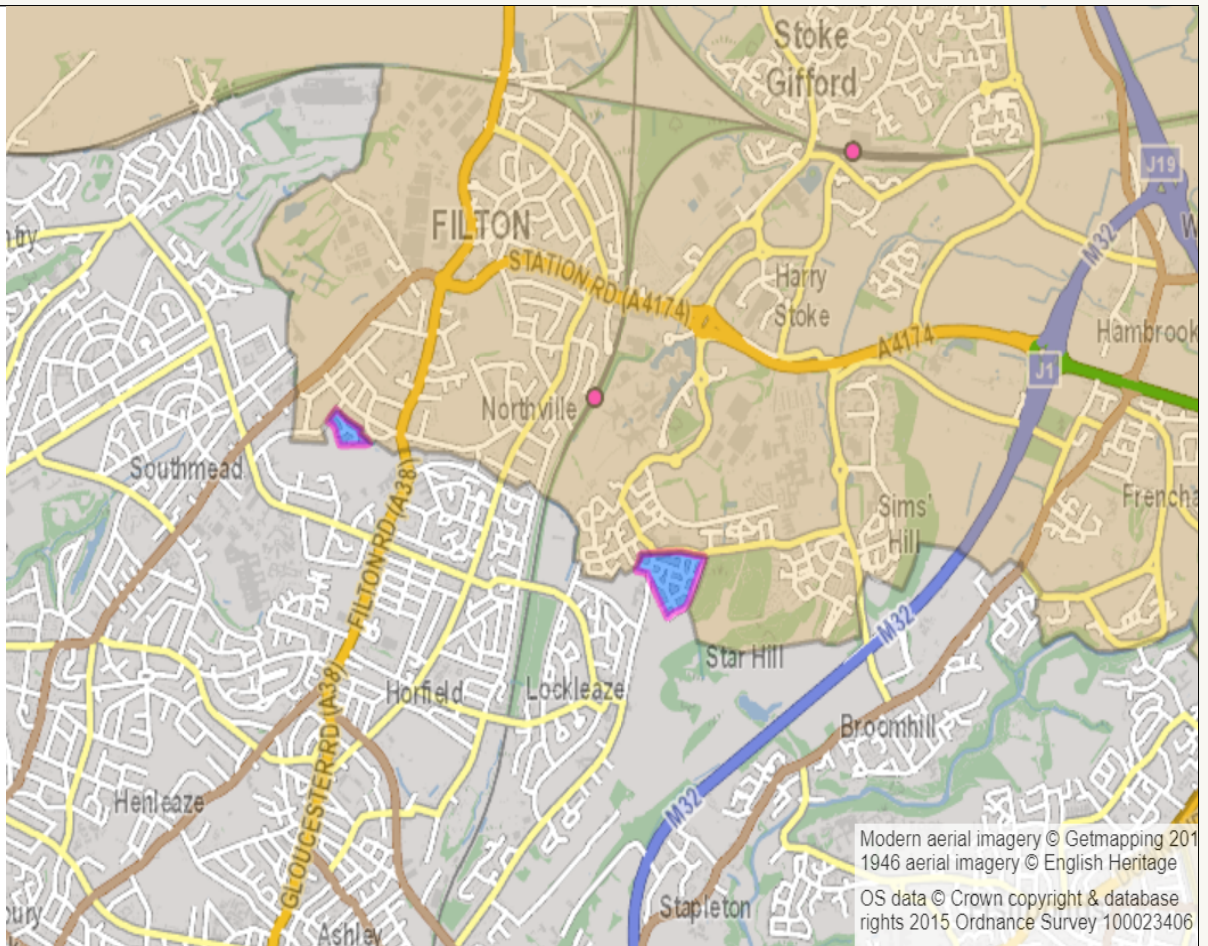 Stoke
Gifford
J19
FILTON
M32
STATION RD (A4174)
Harry
Stoke
A4174
Hambrook
J1
Northville
Southmead
FILTON RD (A38)
Sims'
Hill
M32
Star Hill
Horfield
Lockleaze
Broomhill
GLOUCESTER RD (A38)
Henleaze
M32
Stapleton
Ashley
Modern aerial imagery © Getmapping 201
1946 aerial imagery © English Heritage
OS data © Crown copyright & database
rights 2015 Ordnance Survey 100023406